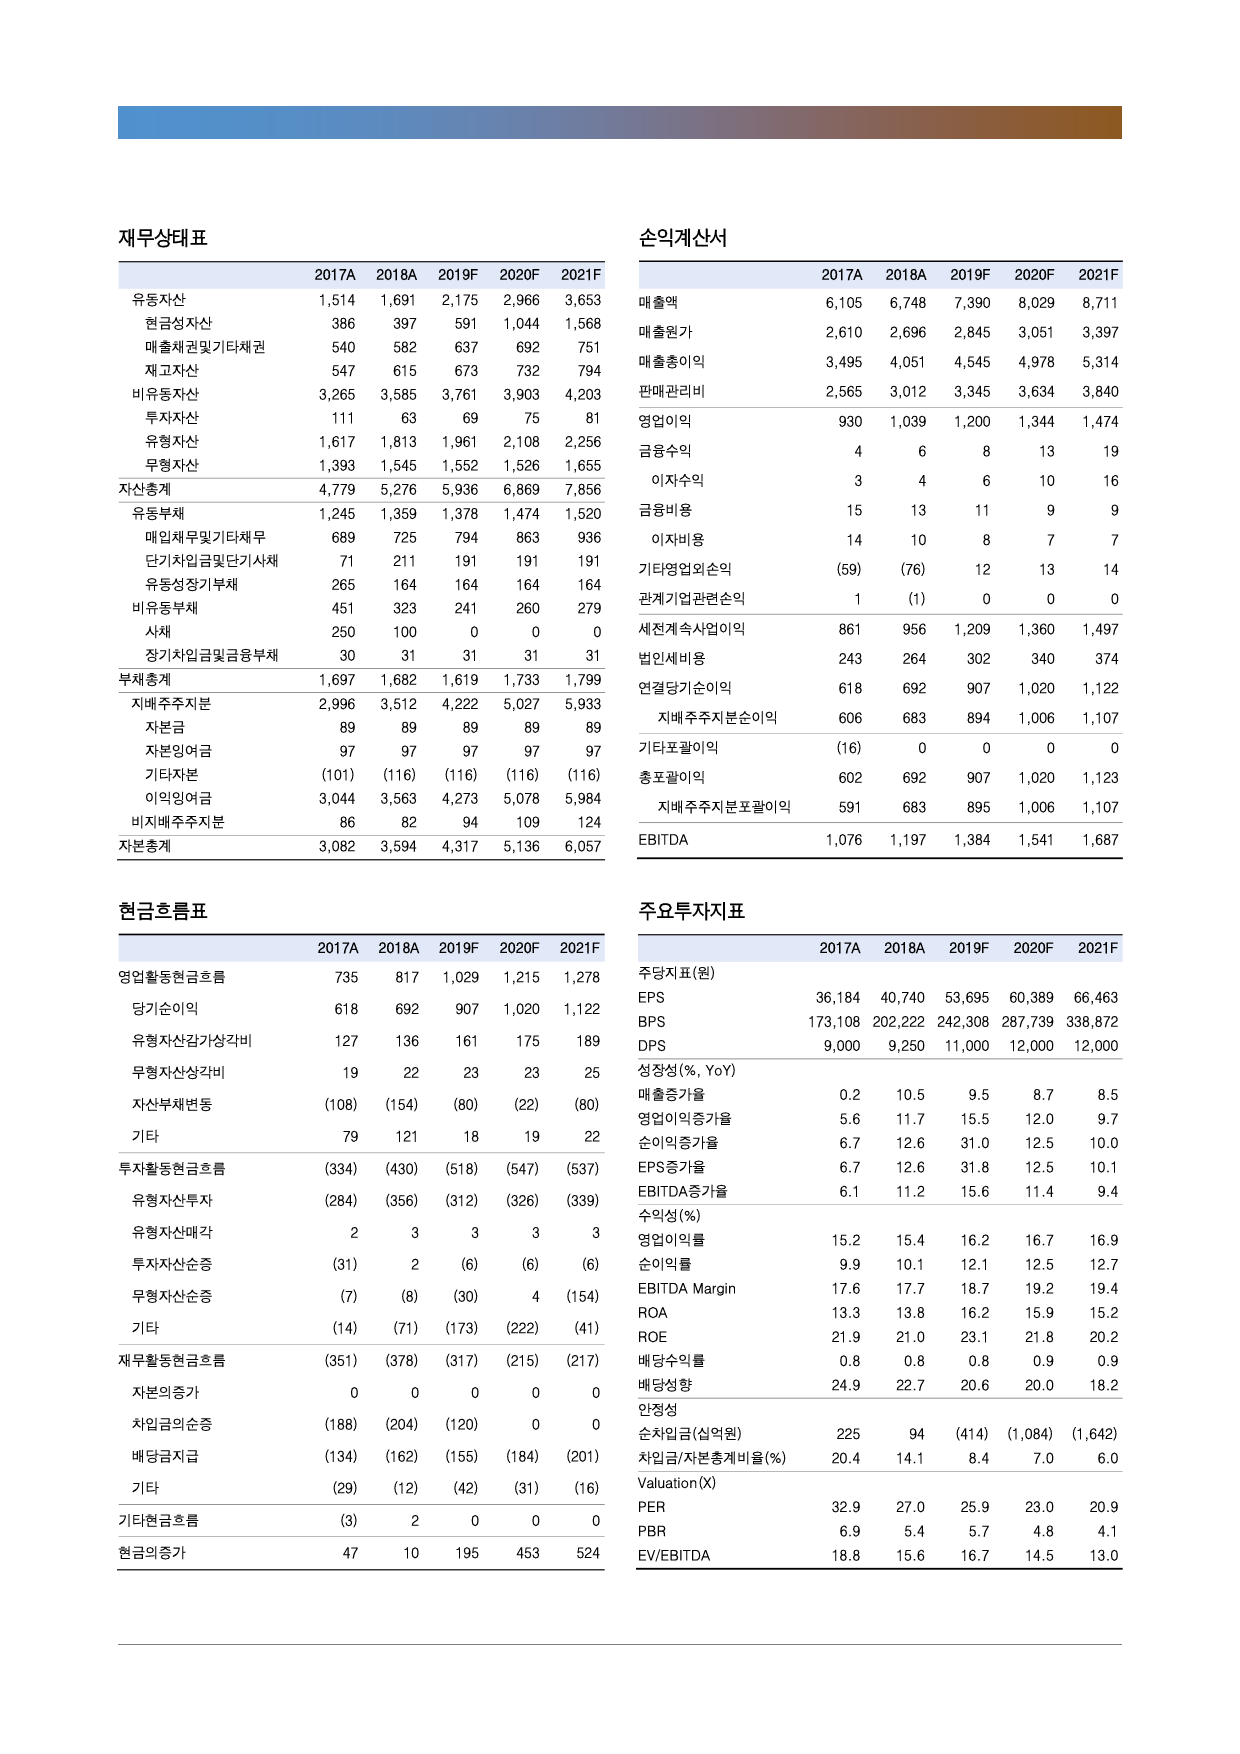 재무상태표
2017A 2018A 2019F 2020F 2021F
유동자산 1,514 1,691 2,175 2,966 3,653
현금성자산 386 397 591 1,044 1,568
매출채권및기타채권 540 582 637 692 751
재고자산 547 615 673 732 794
비유동자산 3,265 3,585 3,761 3,903 4,203
투자자산 111 63 69 75 81
유형자산 1,617 1,813 1,961 2,108 2,256
무형자산 1,393 1,545 1,552 1,526 1,655
자산총계 4,779 5,276 5,936 6,869 7,856
유동부채 1,245 1,359 1,378 1,474 1,520
매입채무및기타채무 689 725 794 863 936
단기차입금및단기사채 71 211 191 191 191
유동성장기부채 265 164 164 164 164
비유동부채 451 323 241 260 279
사채 250 100 0 0 0
장기차입금및금융부채 30 31 31 31 31
부채총계 1,697 1,682 1,619 1,733 1,799
지배주주지분 2,996 3,512 4,222 5,027 5,933
자본금 89 89 89 89 89
자본잉여금 97 97 97 97 97
기타자본 (101) (116) (116) (116) (116)
이익잉여금 3,044 3,563 4,273 5,078 5,984
비지배주주지분 86 82 94 109 124
자본총계 3,082 3,594 4,317 5,136 6,057
손익계산서
2017A 2018A 2019F 2020F 2021F
매출액 6,105 6,748 7,390 8,029 8,711
매출원가 2,610 2,696 2,845 3,051 3,397
매출총이익 3,495 4,051 4,545 4,978 5,314
판매관리비 2,565 3,012 3,345 3,634 3,840
영업이익 930 1,039 1,200 1,344 1,474
금융수익 4 6 8 13 19
이자수익 3 4 6 10 16
금융비용 15 13 11 9 9
이자비용 14 10 8 7 7
기타영업외손익 (59) (76) 12 13 14
관계기업관련손익 1 (1) 0 0 0
세전계속사업이익 861 956 1,209 1,360 1,497
법인세비용 243 264 302 340 374
연결당기순이익 618 692 907 1,020 1,122
지배주주지분순이익 606 683 894 1,006 1,107
기타포괄이익 (16) 0 0 0 0
총포괄이익 602 692 907 1,020 1,123
지배주주지분포괄이익 591 683 895 1,006 1,107
EBITDA 1,076 1,197 1,384 1,541 1,687
현금흐름표
2017A 2018A 2019F 2020F 2021F
영업활동현금흐름 735 817 1,029 1,215 1,278
당기순이익 618 692 907 1,020 1,122
유형자산감가상각비 127 136 161 175 189
무형자산상각비 19 22 23 23 25
자산부채변동 (108) (154) (80) (22) (80)
기타 79 121 18 19 22
투자활동현금흐름 (334) (430) (518) (547) (537)
유형자산투자 (284) (356) (312) (326) (339)
유형자산매각 2 3 3 3 3
투자자산순증 (31) 2 (6) (6) (6)
무형자산순증 (7) (8) (30) 4 (154)
기타 (14) (71) (173) (222) (41)
재무활동현금흐름 (351) (378) (317) (215) (217)
자본의증가 0 0 0 0 0
차입금의순증 (188) (204) (120) 0 0
배당금지급 (134) (162) (155) (184) (201)
기타 (29) (12) (42) (31) (16)
기타현금흐름 (3) 2 0 0 0
현금의증가 47 10 195 453 524
주요투자지표
2017A 2018A 2019F 2020F 2021F
주당지표(원)
EPS 36,184 40,740 53,695 60,389 66,463
BPS 173,108 202,222 242,308 287,739 338,872
DPS 9,000 9,250 11,000 12,000 12,000
성장성(%, YoY)
매출증가율 0.2 10.5 9.5 8.7 8.5
영업이익증가율 5.6 11.7 15.5 12.0 9.7
순이익증가율 6.7 12.6 31.0 12.5 10.0
EPS증가율 6.7 12.6 31.8 12.5 10.1
EBITDA증가율 6.1 11.2 15.6 11.4 9.4
수익성(%)
영업이익률 15.2 15.4 16.2 16.7 16.9
순이익률 9.9 10.1 12.1 12.5 12.7
EBITDA Margin 17.6 17.7 18.7 19.2 19.4
ROA 13.3 13.8 16.2 15.9 15.2
ROE 21.9 21.0 23.1 21.8 20.2
배당수익률 0.8 0.8 0.8 0.9 0.9
배당성향 24.9 22.7 20.6 20.0 18.2
안정성
순차입금(십억원) 225 94 (414) (1,084) (1,642)
차입금/자본총계비율(%) 20.4 14.1 8.4 7.0 6.0
Valuation(X)
PER 32.9 27.0 25.9 23.0 20.9
PBR 6.9 5.4 5.7 4.8 4.1
EV/EBITDA 18.8 15.6 16.7 14.5 13.0